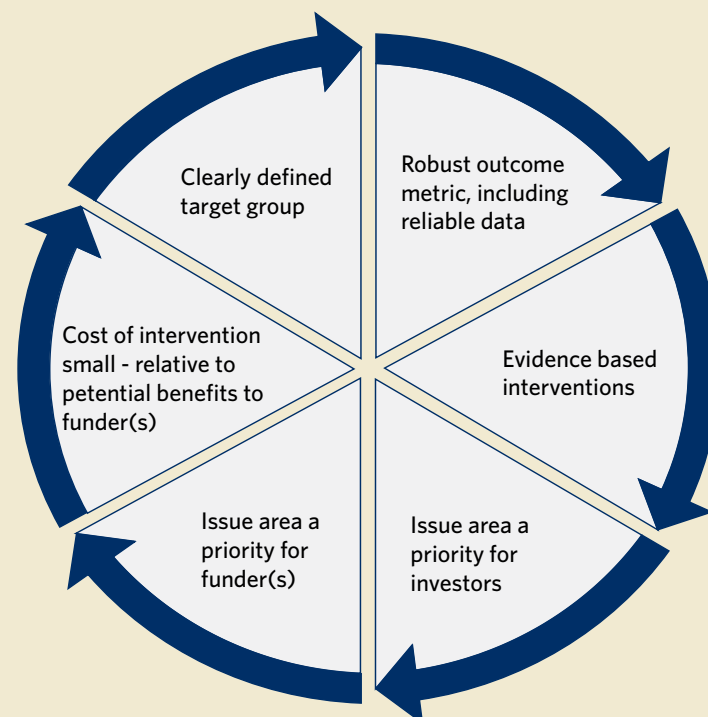 Clearly defined
target group
Robust outcome
metric, including
reliable data
Evidence based
interventions
Issue area a
priority for
investors
Issue area a
priority for
funder(s)
Cost of intervention
small - relative to
potential benefits to
funder(s)